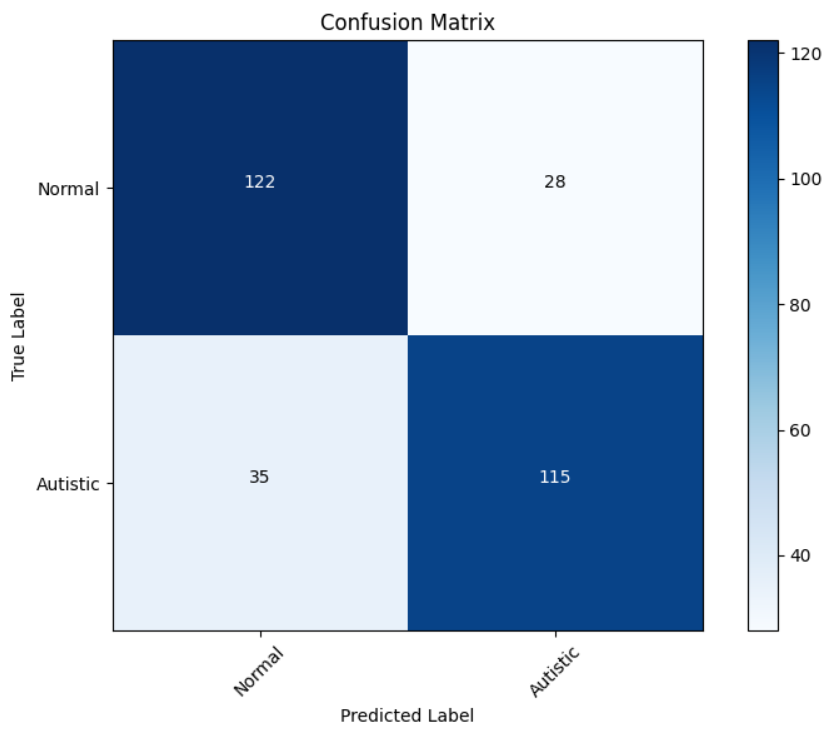 Confusion Matrix
120
Normal
122
28
100
80
True Label
60
Autistic
35
115
40
Normal
Autistic
Predicted Label